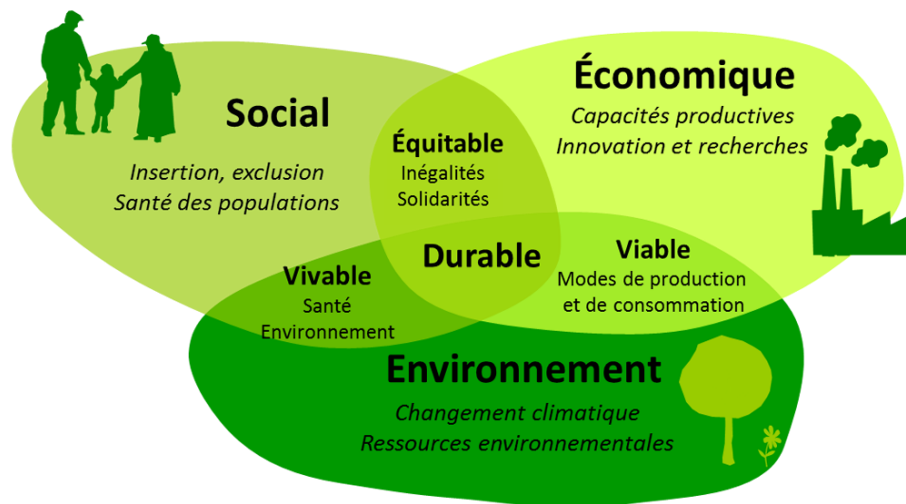 Social
Insertion, exclusion
Santé des populations
Économique
Capacités productives
Innovation et recherches
Équitable
Inégalités
Solidarités
Durable
Vivable
Santé
Environnement
Viable
Modes de production
et de consommation
Environnement
Changement climatique
Ressources environnementales